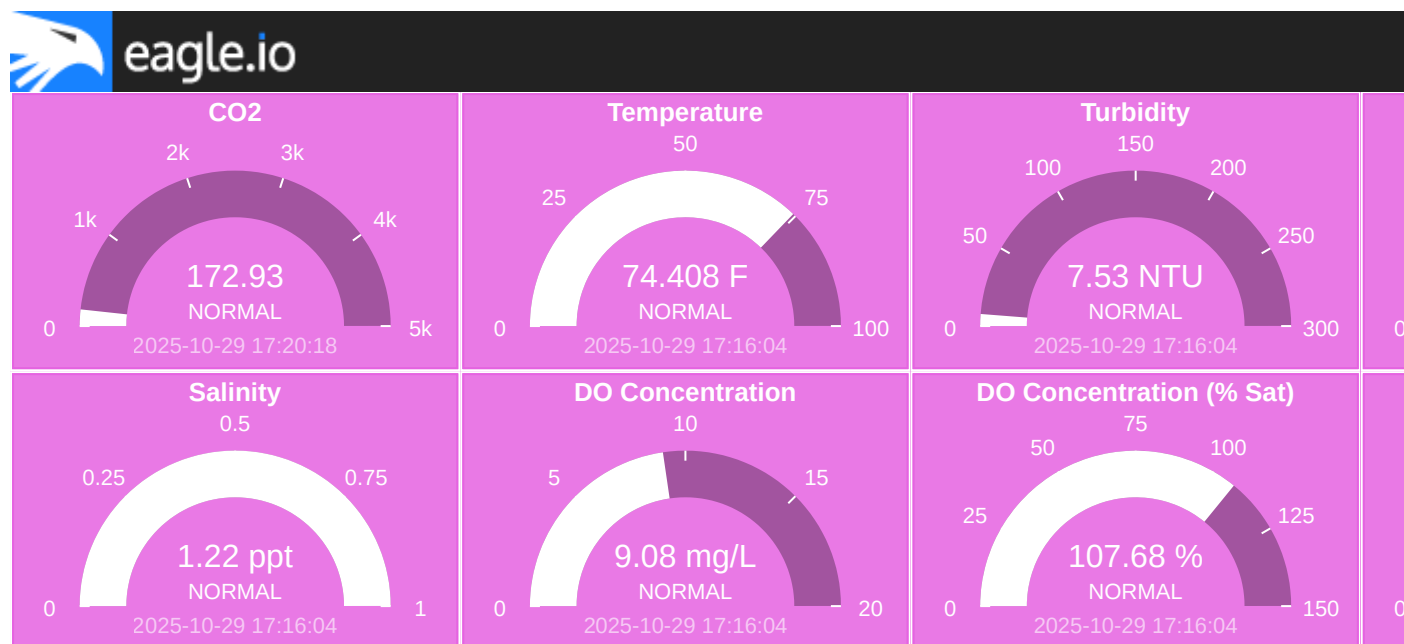 eagle.io
CO2
0
1k
2k
3k
4k
5k
172.93
NORMAL
2025-10-29 17:20:18
Temperature
0
25
50
75
100
74.408 F
NORMAL
2025-10-29 17:16:04
Turbidity
0
50
100
150
200
250
300
7.53 NTU
NORMAL
2025-10-29 17:16:04
0
Salinity
0
0.25
0.5
0.75
1
1.22 ppt
NORMAL
2025-10-29 17:16:04
DO Concentration
0
5
10
15
20
9.08 mg/L
NORMAL
2025-10-29 17:16:04
DO Concentration (% Sat)
0
25
50
75
100
125
150
107.68 %
NORMAL
2025-10-29 17:16:04
0